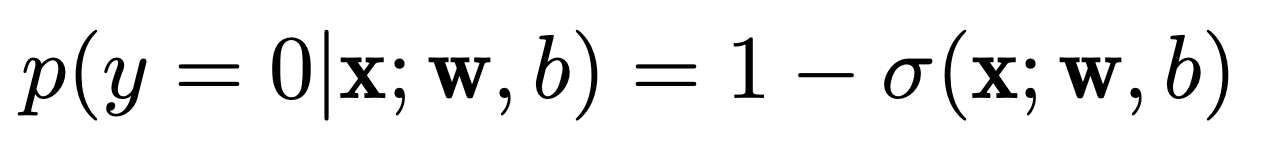 p(y = 0|x; w, b) = 1 − σ(x; w, b)